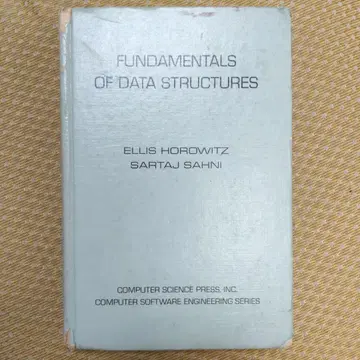 FUNDAMENTALS
OF DATA STRUCTURES
ELLIS HOROWITZ
SARTAJ SAHNI
COMPUTER SCIENCE PRESS, INC.
COMPUTER SOFTWARE ENGINEERING SERIES